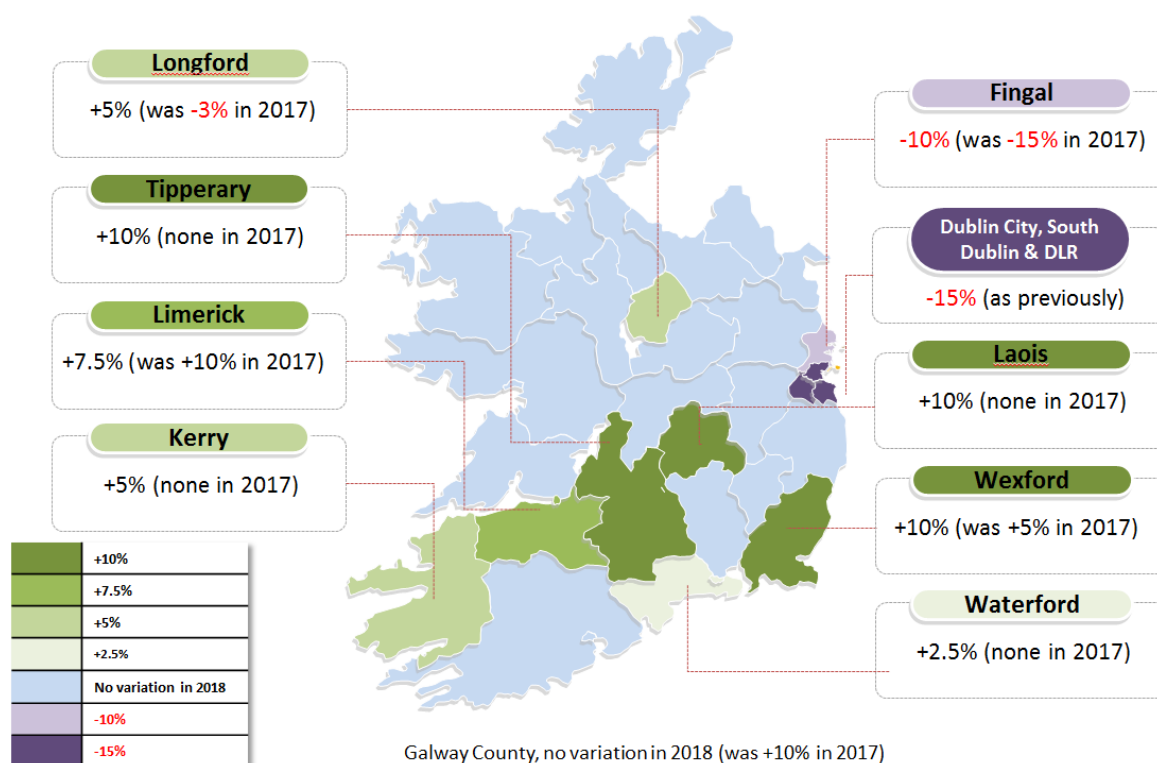 Longford
+5% (was -3% in 2017)
Tipperary
+10% (none in 2017)
Limerick
+7.5% (was +10% in 2017)
Kerry
+5% (none in 2017)
Fingal
-10% (was -15% in 2017)
Dublin City, South
Dublin & DLR
-15% (as previously)
Laois
+10% (none in 2017)
Wexford
+10% (was +5% in 2017)
Waterford
+2.5% (none in 2017)
+10%
+7.5%
+5%
+2.5%
No variation in 2018
-10%
-15%
Galway County, no variation in 2018 (was +10% in 2017)